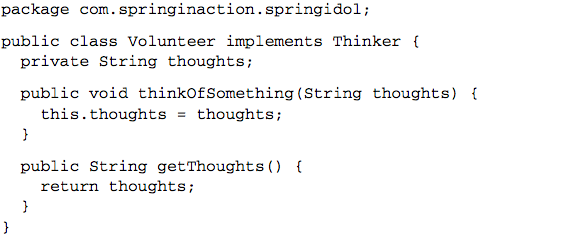 package com.springinaction.springidol;
public class Volunteer implements Thinker {
  private String thoughts;
  public void thinkOfSomething(String thoughts) {
    this.thoughts = thoughts;
  }
  public String getThoughts() {
    return thoughts;
  }
}